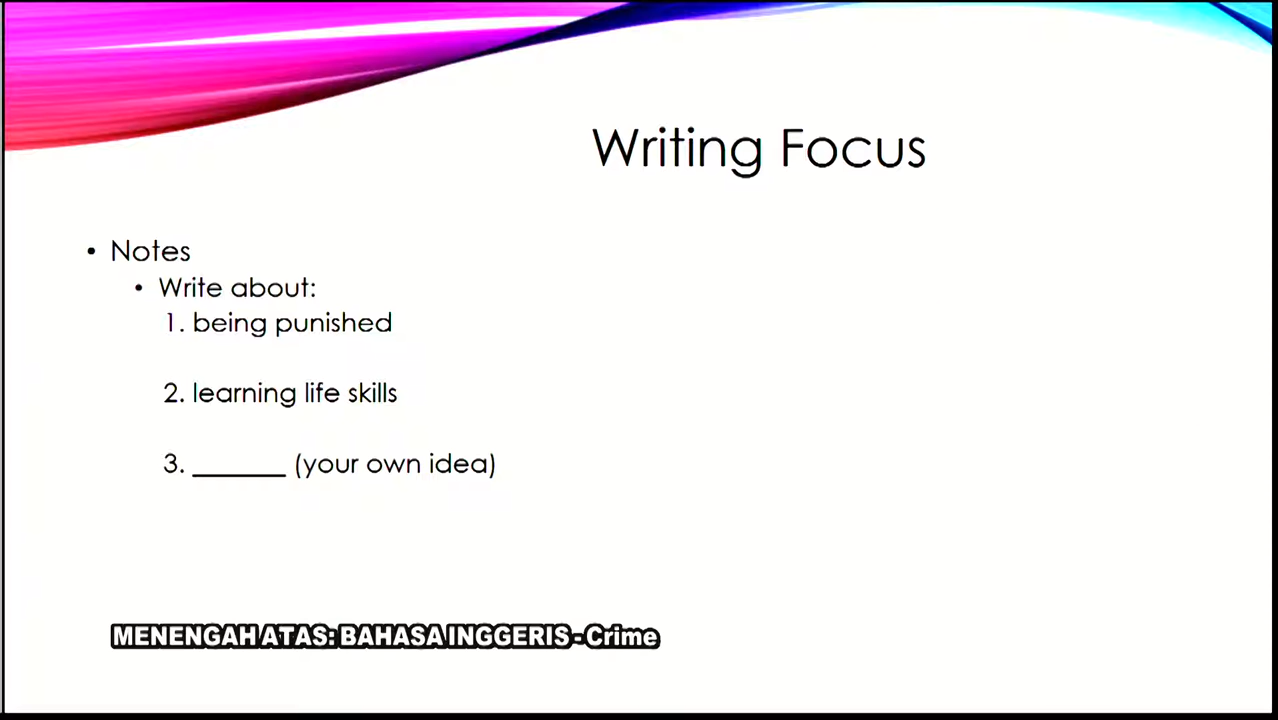 Writing Focus
• Notes
• Write about:
1. being punished
2. learning life skills
3. _______ (your own idea)
MENENGAH ATAS: BAHASA INGGERIS - Crime